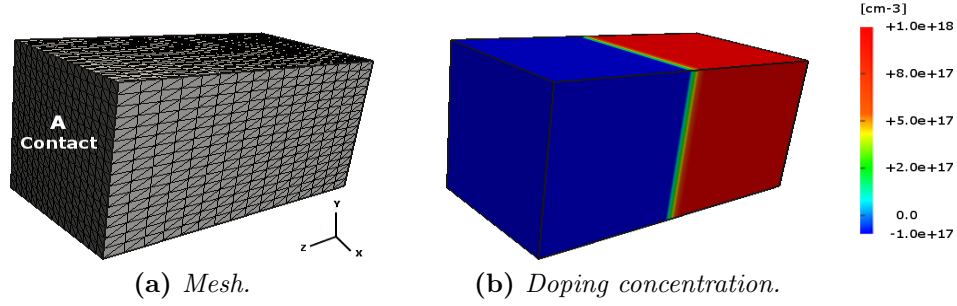 [cm-3]
+1.0e+18
+8.0e+17
+5.0e+17
+2.0e+17
0.0
-1.0e+17
A
Contact
Y
Z
X
(a) Mesh.
(b) Doping concentration.